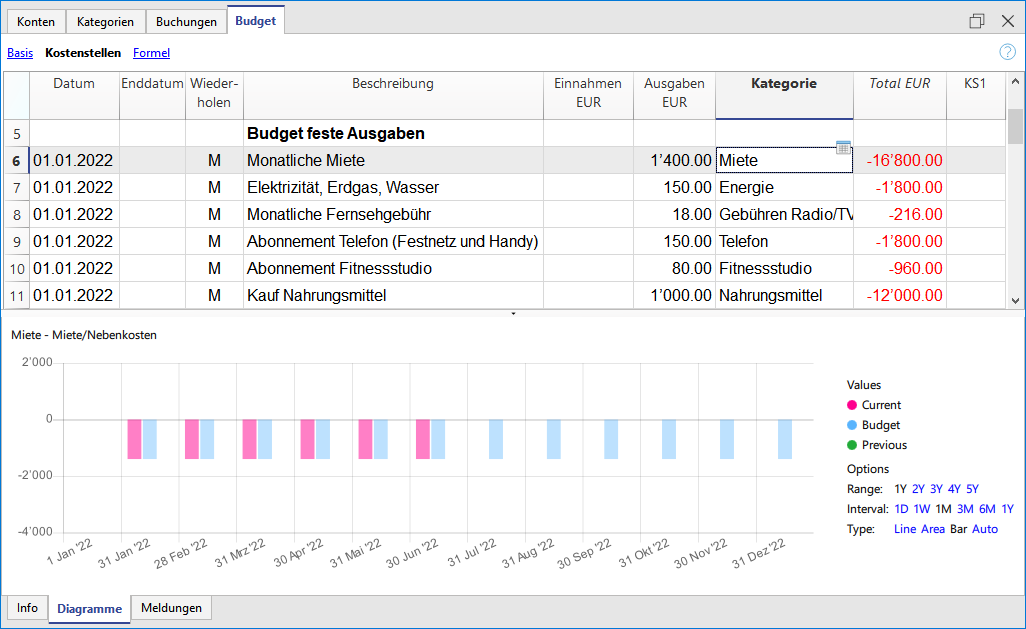 Konten Kategorien Buchungen Budget
Basis Kostenstellen Formel
Datum Enddatum Wieder- Beschreibung Einnahmen Ausgaben Kategorie Total EUR KS1
holen EUR EUR
5 Budget feste Ausgaben
6 01.01.2022 M Monatliche Miete 1’400.00 Miete -16’800.00
7 01.01.2022 M Elektrizität, Erdgas, Wasser 150.00 Energie -1’800.00
8 01.01.2022 M Monatliche Fernsehgebühr 18.00 Gebühren Radio/TV -216.00
9 01.01.2022 M Abonnement Telefon (Festnetz und Handy) 150.00 Telefon -1’800.00
10 01.01.2022 M Abonnement Fitnessstudio 80.00 Fitnessstudio -960.00
11 01.01.2022 M Kauf Nahrungsmittel 1’000.00 Nahrungsmittel -12’000.00
Miete - Miete/Nebenkosten
2’000
0
-2’000
-4’000
1 Jan '22 31 Jan '22 28 Feb '22 31 Mrz '22 30 Apr '22 31 Mai '22 30 Jun '22 31 Jul '22 31 Aug '22 30 Sep '22 31 Okt '22 30 Nov '22 31 Dez '22
Values
Current
Budget
Previous
Options
Range: 1Y 2Y 3Y 4Y 5Y
Interval: 1D 1W 1M 3M 6M 1Y
Type: Line Area Bar Auto
Info Diagramme Meldungen